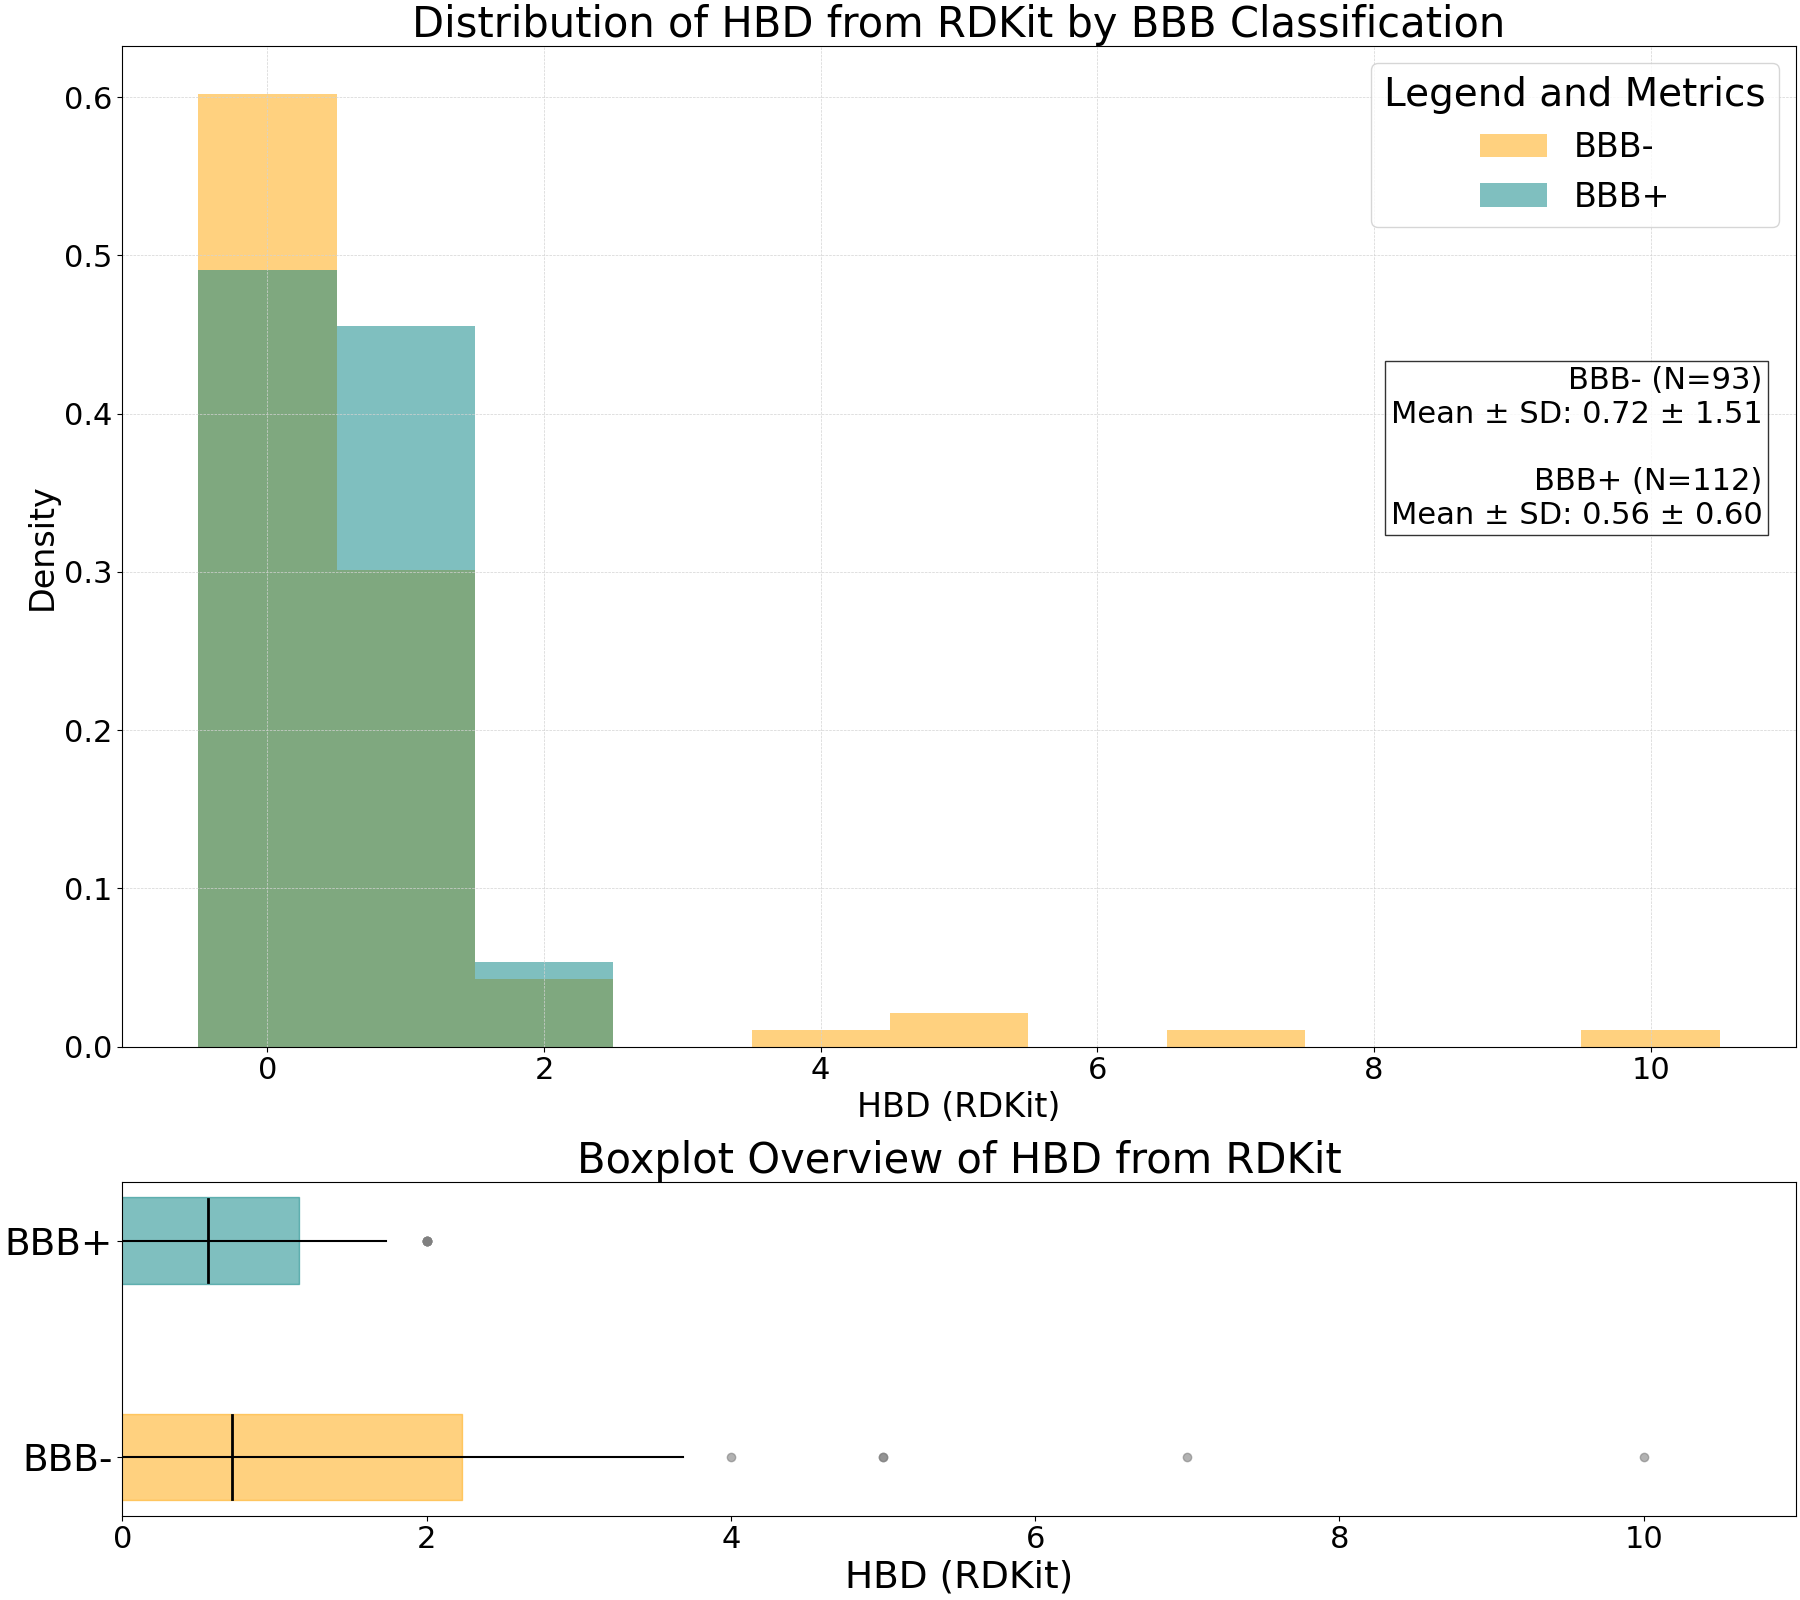 Distribution of HBD from RDKit by BBB Classification
Legend and Metrics
BBB-
BBB+
BBB- (N=93)
Mean ± SD: 0.72 ± 1.51
BBB+ (N=112)
Mean ± SD: 0.56 ± 0.60
Density
0.6
0.5
0.4
0.3
0.2
0.1
0.0
0 2 4 6 8 10
HBD (RDKit)
Boxplot Overview of HBD from RDKit
BBB+
BBB-
0 2 4 6 8 10
HBD (RDKit)